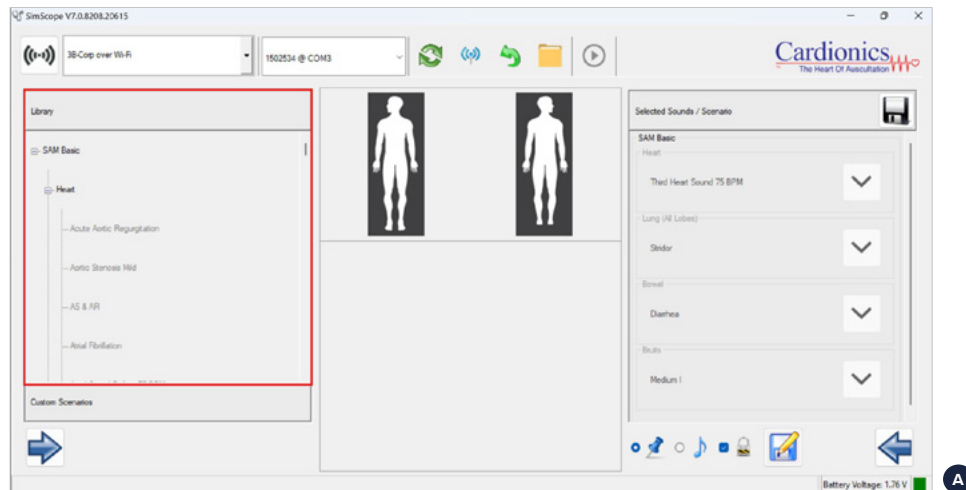 SimScope V7.0.8208.20615
3B-Corp over Wi-Fi
1502534 @ COM3
Cardionics
The Heart Of Auscultation
Library
SAM Basic
Heart
Acute Aortic Regurgitation
Aortic Stenosis Mild
AS & AR
Atrial Fibrillation
Custom Scenarios
Selected Sounds / Scenario
SAM Basic
Heart
Third Heart Sound 75 BPM
Lung (All Lobes)
Stridor
Bowel
Diarrhea
Bruits
Medium I
Battery Voltage: 1.76 V
A